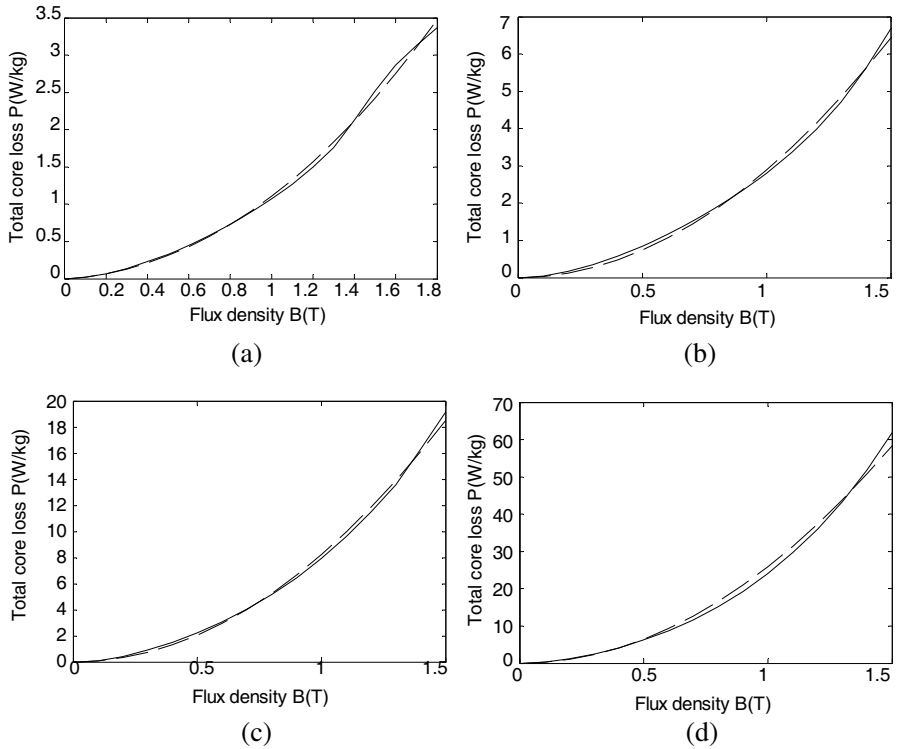 3.5
3
2.5
2
1.5
1
0.5
0
Total core loss P(W/kg)
0 0.2 0.4 0.6 0.8 1 1.2 1.4 1.6 1.8
Flux density B(T)
(a)
7
6
5
4
3
2
1
0
Total core loss P(W/kg)
0 0.5 1 1.5
Flux density B(T)
(b)
20
18
16
14
12
10
8
6
4
2
0
Total core loss P(W/kg)
0 0.5 1 1.5
Flux density B(T)
(c)
70
60
50
40
30
20
10
0
Total core loss P(W/kg)
0 0.5 1 1.5
Flux density B(T)
(d)